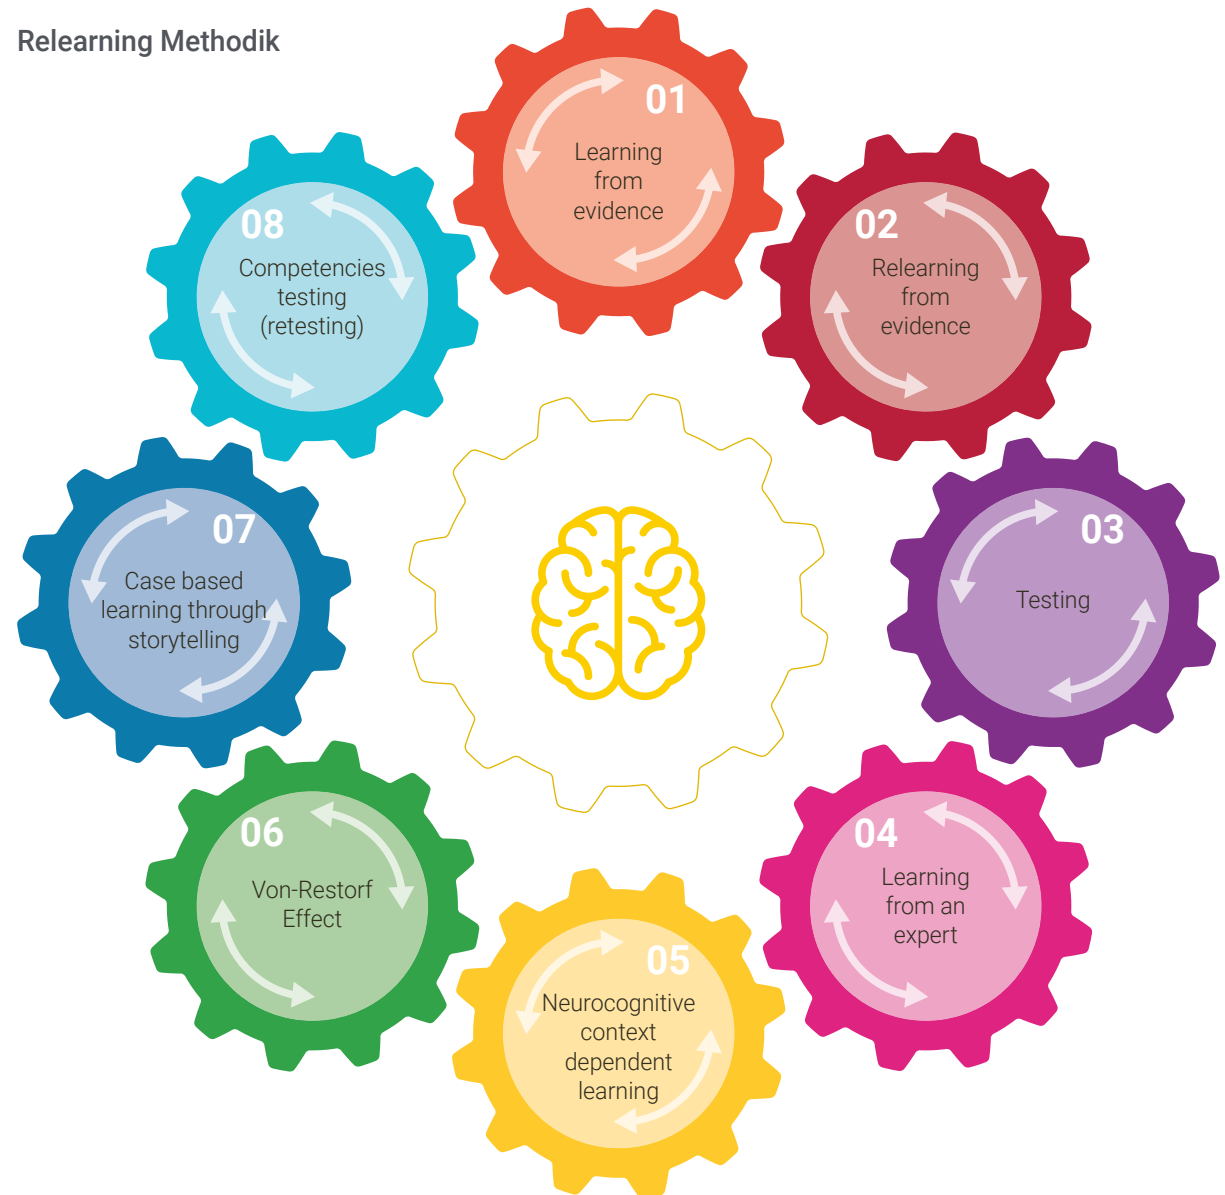 Relearning Methodik
01
Learning
from
evidence
02
Relearning
from
evidence
03
Testing
04
Learning
from an
expert
05
Neurocognitive
context
dependent
learning
06
Von-Restorf
Effect
07
Case based
learning through
storytelling
08
Competencies
testing
(retesting)